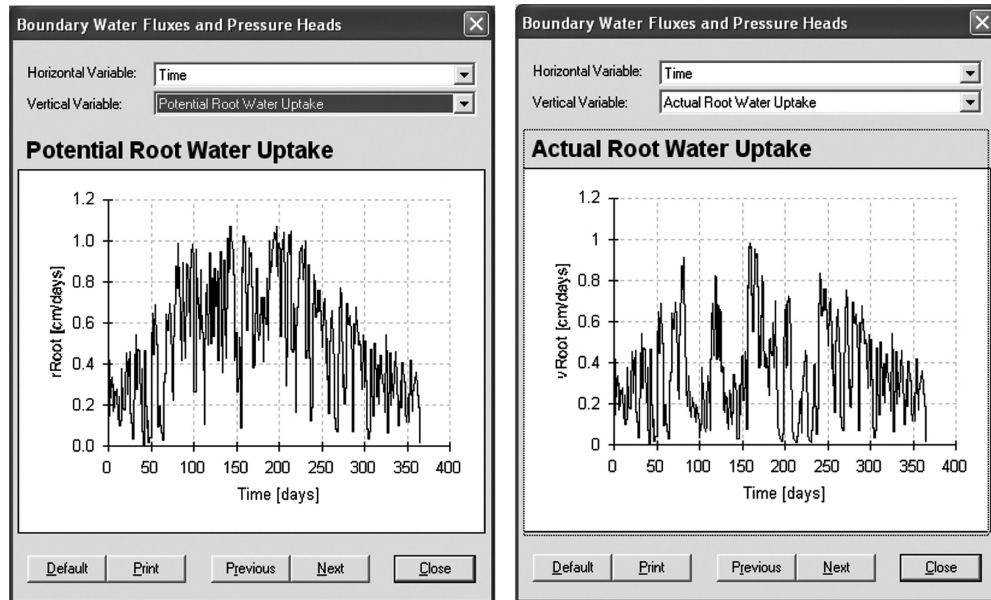 Boundary Water Fluxes and Pressure Heads
Horizontal Variable: Time
Vertical Variable: Potential Root Water Uptake
Potential Root Water Uptake
rRoot [cm/days]
1.2
1.0
0.8
0.6
0.4
0.2
0.0
0 50 100 150 200 250 300 350 400
Time [days]
Default Print Previous Next Close
Boundary Water Fluxes and Pressure Heads
Horizontal Variable: Time
Vertical Variable: Actual Root Water Uptake
Actual Root Water Uptake
vRoot [cm/days]
1.2
1
0.8
0.6
0.4
0.2
0
0 50 100 150 200 250 300 350 400
Time [days]
Default Print Previous Next Close